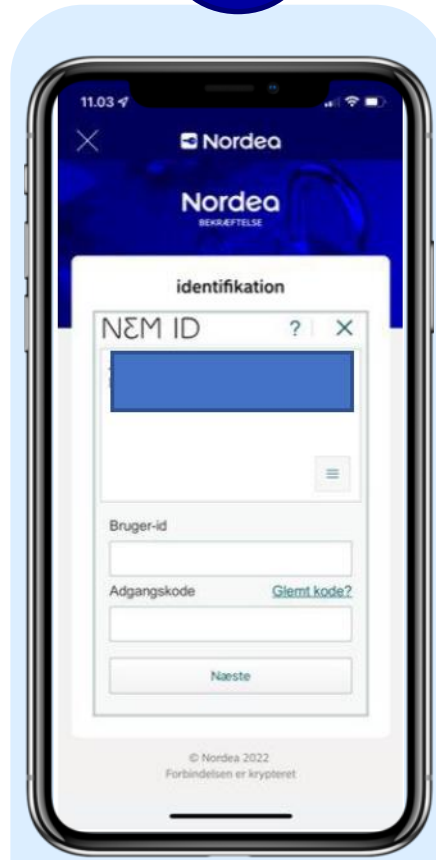 11.03
Nordea
Nordea
BEKRÆFTELSE
identifikation
NEM ID ? X
Bruger-id
Adgangskode Glemt kode?
Næste
© Nordea 2022
Forbindelsen er krypteret